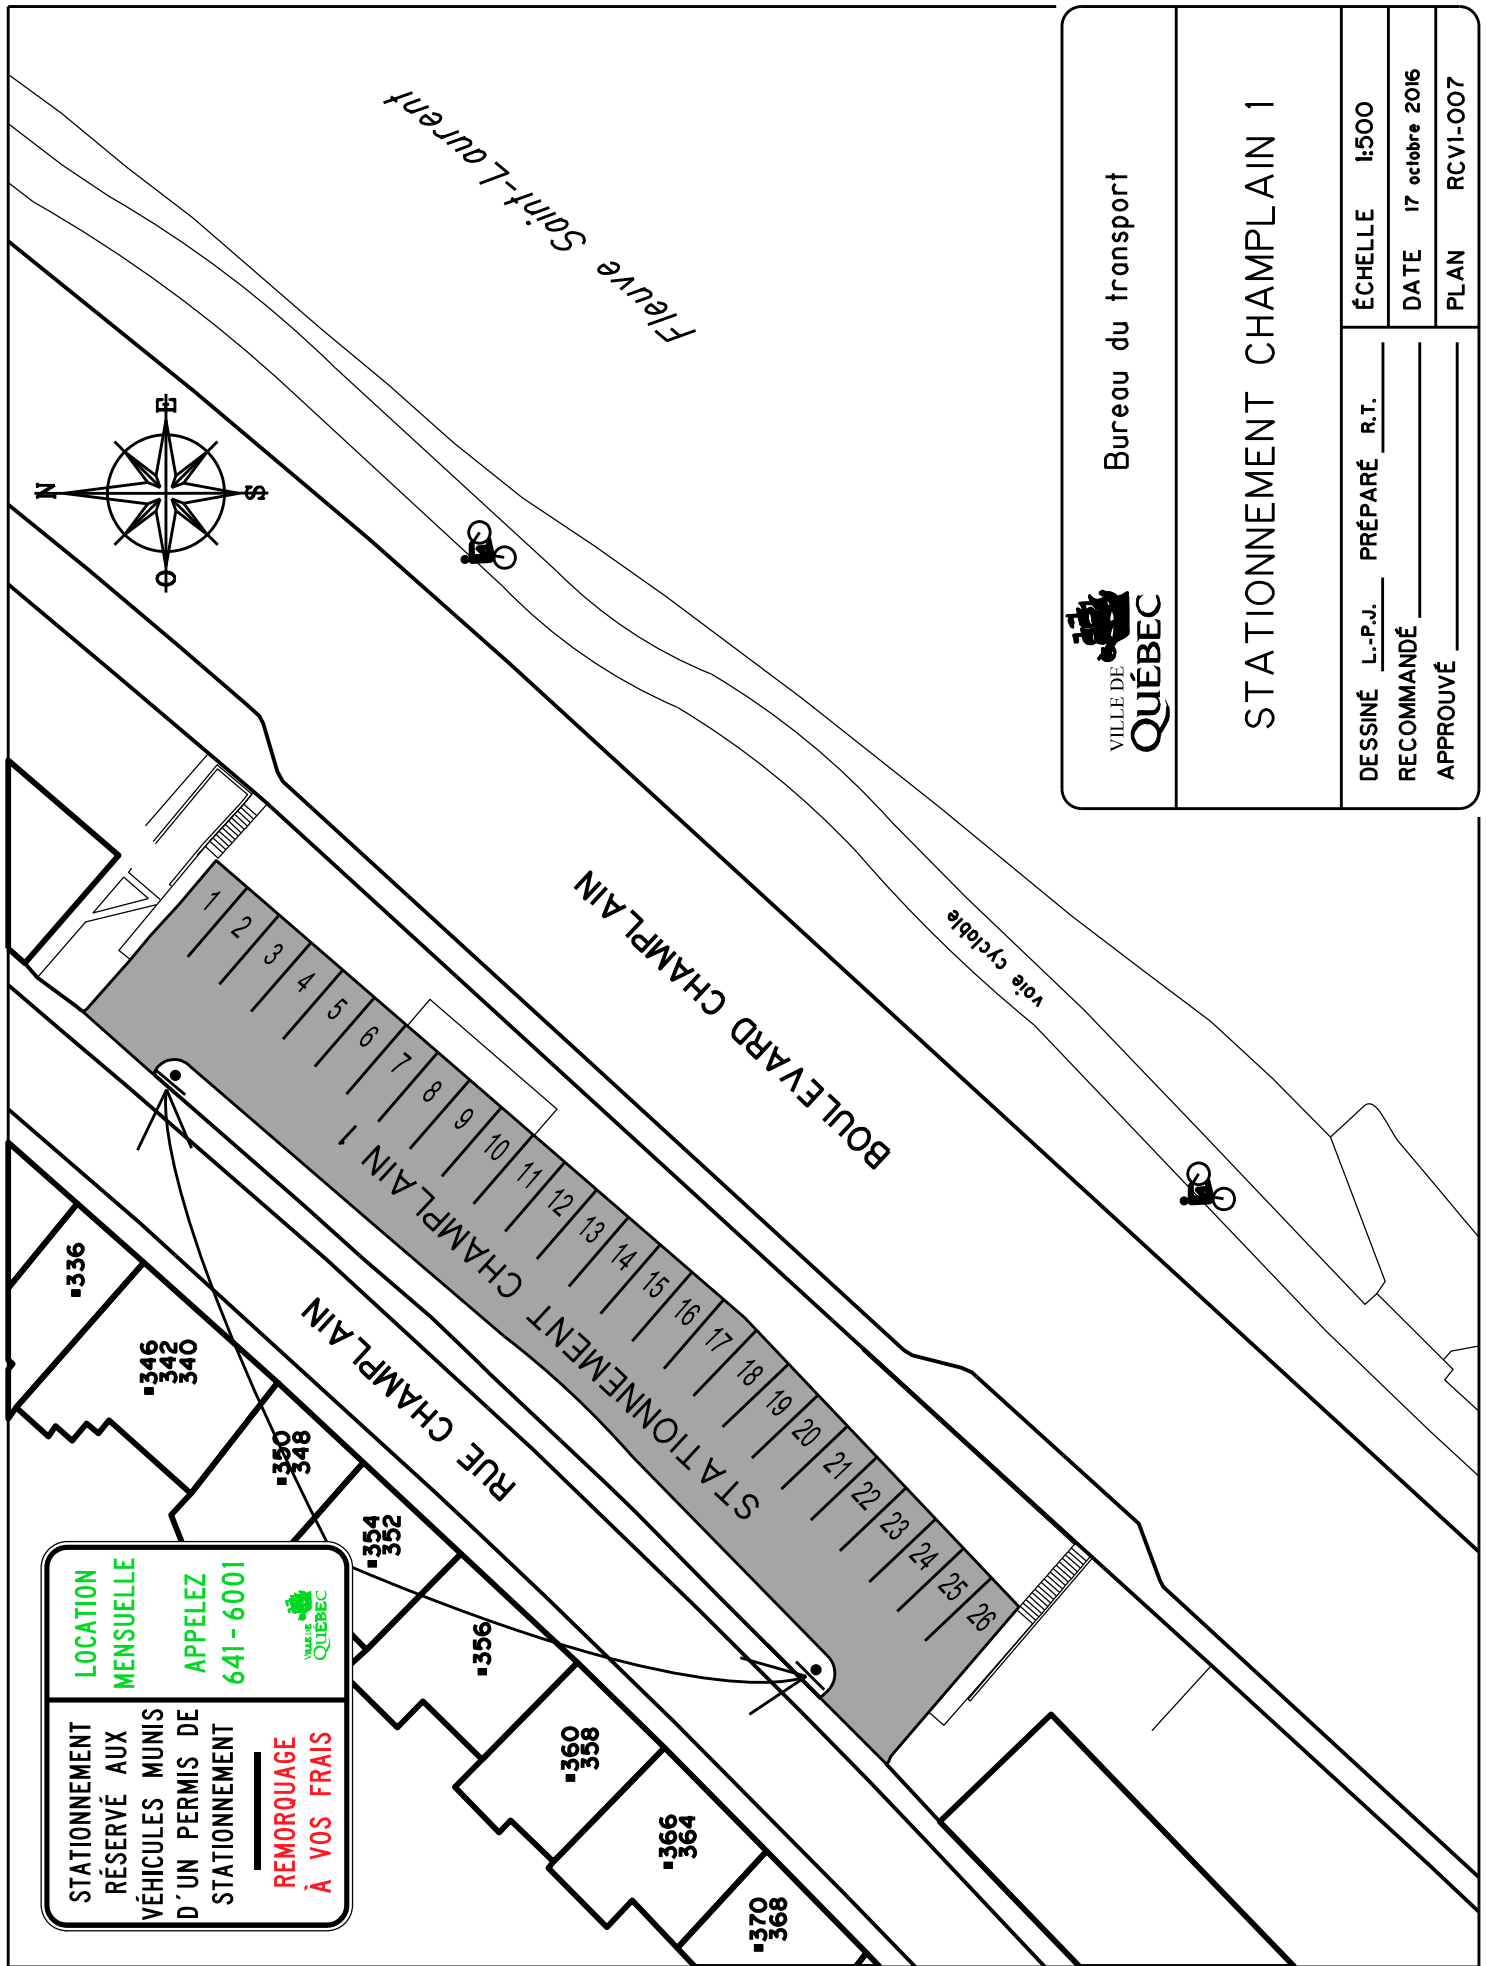 Fleuve Saint-Laurent
N
E
S
O
BOULEVARD CHAMPLAIN
voie cyclable
RUE CHAMPLAIN
STATIONNEMENT CHAMPLAIN 1
1
2
3
4
5
6
7
8
9
10
11
12
13
14
15
16
17
18
19
20
21
22
23
24
25
26
336
346
342
340
350
348
354
352
356
360
358
366
364
370
368
STATIONNEMENT
RÉSERVÉ AUX
VÉHICULES MUNIS
D'UN PERMIS DE
STATIONNEMENT
REMORQUAGE
À VOS FRAIS
LOCATION
MENSUELLE
APPELEZ
641-6001
VILLE DE
QUÉBEC
VILLE DE
QUÉBEC
Bureau du transport
STATIONNEMENT CHAMPLAIN 1
DESSINÉ L.-P.J. PRÉPARÉ R.T.
RECOMMANDÉ
APPROUVÉ
ÉCHELLE 1:500
DATE 17 octobre 2016
PLAN RCV1-007